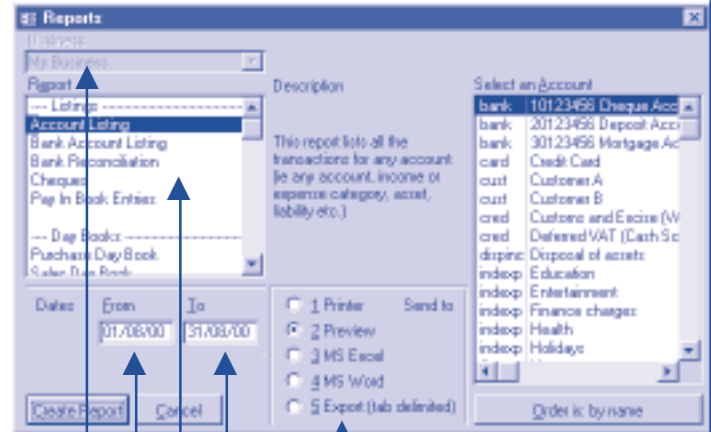 Reports
Business
My Business
Report
--- Listings ---
Account Listing
Bank Account Listing
Bank Reconciliation
Cheques
Pay In Book Entries
--- Day Books ---
Purchase Day Book
Sales Day Book
Description
This report lists all the
transactions for any account
(ie any account, income or
expense category, asset,
liability etc.)
Select an Account
bank 10123456 Cheque Acc
bank 20123456 Deposit Acc
bank 30123456 Mortgage Ac
card Credit Card
cust Customer A
cust Customer B
cred Customs and Excise (W
cred Deferred VAT (Cash Sc
dispinc Disposal of assets
indexp Education
indexp Entertainment
indexp Finance charges
indexp Health
indexp Holidays
Dates From To
01/08/00 31/08/00
1 Printer Send to
2 Preview
3 MS Excel
4 MS Word
5 Export (tab delimited)
Create Report Cancel
Order is: by name